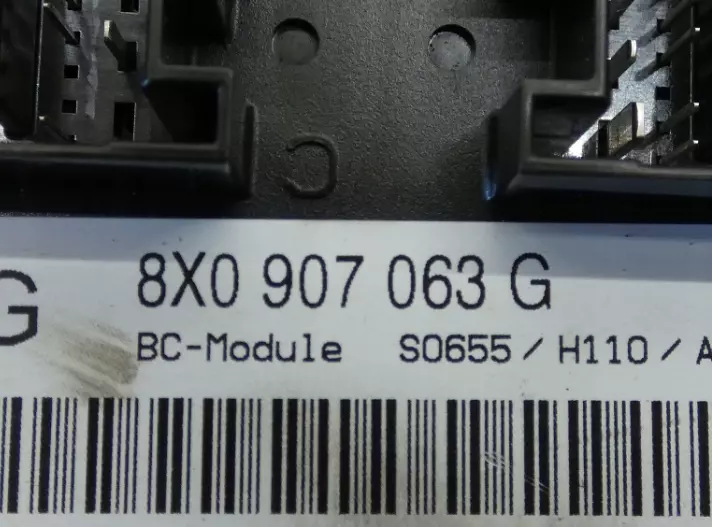 C
G 8X0 907 063 G
BC-Module S0655 / H110 / A